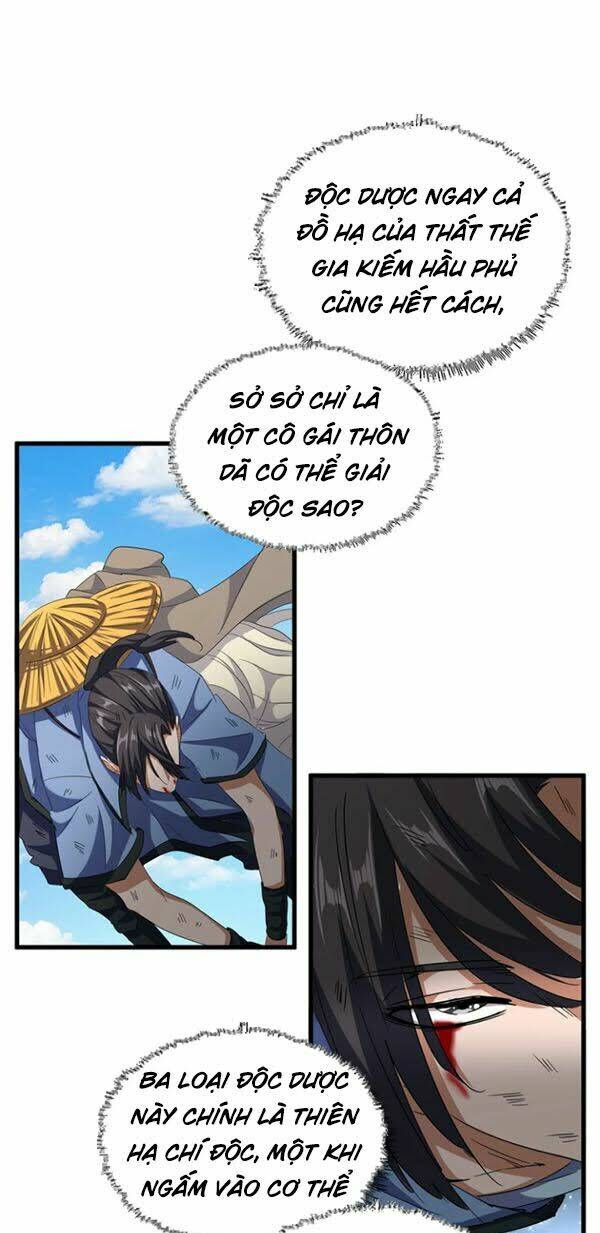 ĐỘC DƯỢC NGAY CẢ
ĐỒ HẠ CỦA THẤT THẾ
GIA KIẾM HẦU PHỦ
CŨNG HẾT CÁCH,
SỞ SỞ CHỈ LÀ
MỘT CÔ GÁI THÔN
DÃ CÓ THỂ GIẢI
ĐỘC SAO?
BA LOẠI ĐỘC DƯỢC
NÀY CHÍNH LÀ THIÊN
HẠ CHÍ ĐỘC, MỘT KHI
NGẤM VÀO CƠ THỂ